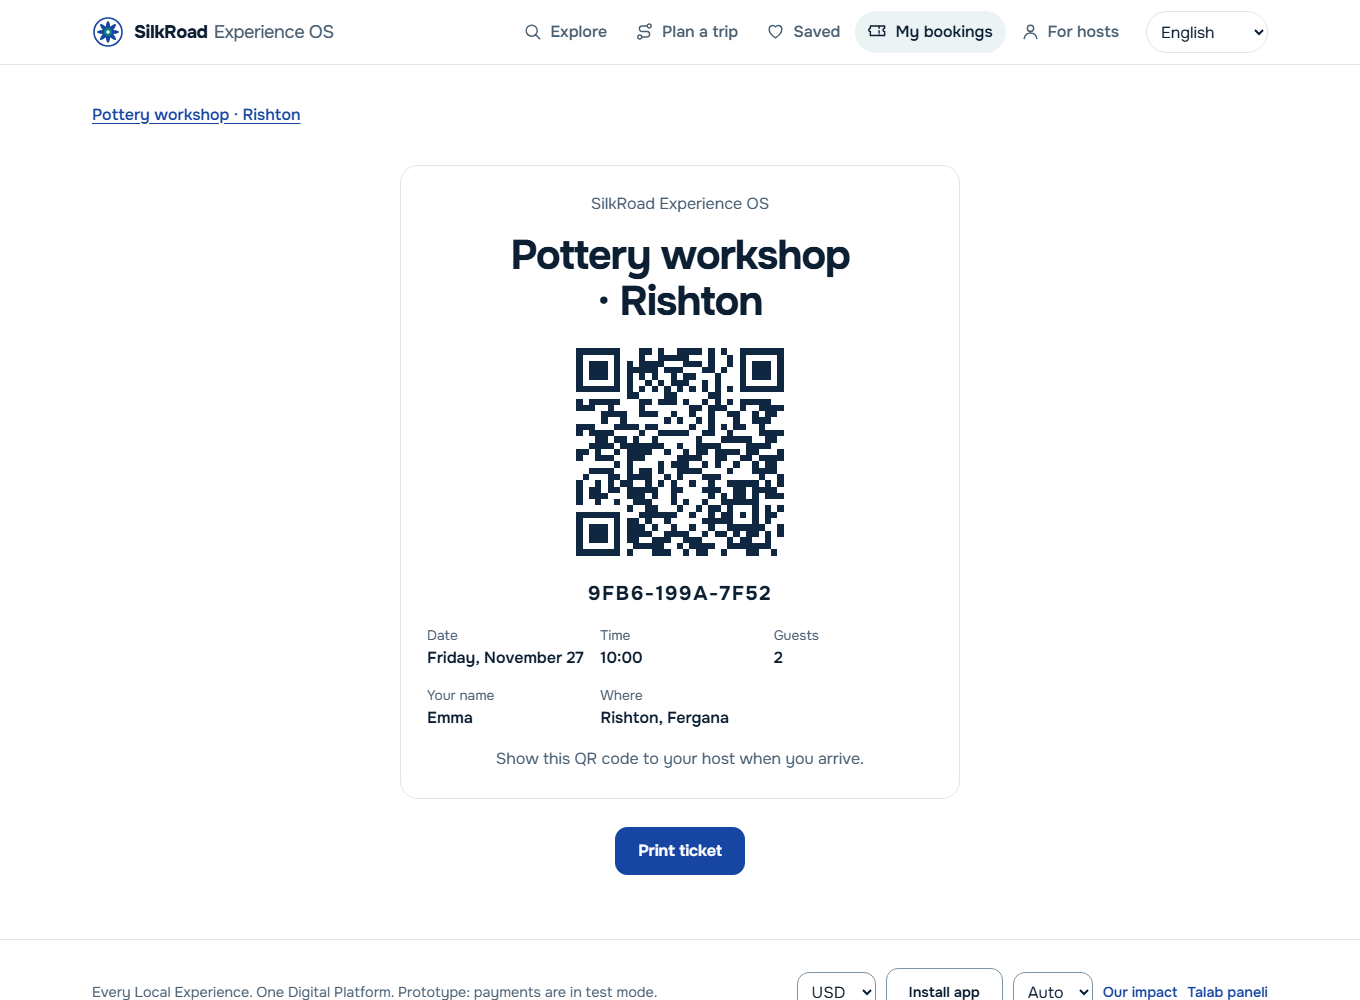 SilkRoad Experience OS
Explore
Plan a trip
Saved
My bookings
For hosts
English
Pottery workshop · Rishton
SilkRoad Experience OS
Pottery workshop
· Rishton
9FB6-199A-7F52
Date
Time
Guests
Friday, November 27
10:00
2
Your name
Where
Emma
Rishton, Fergana
Show this QR code to your host when you arrive.
Print ticket
Every Local Experience. One Digital Platform. Prototype: payments are in test mode.
USD
Install app
Auto
Our impact
Talab paneli